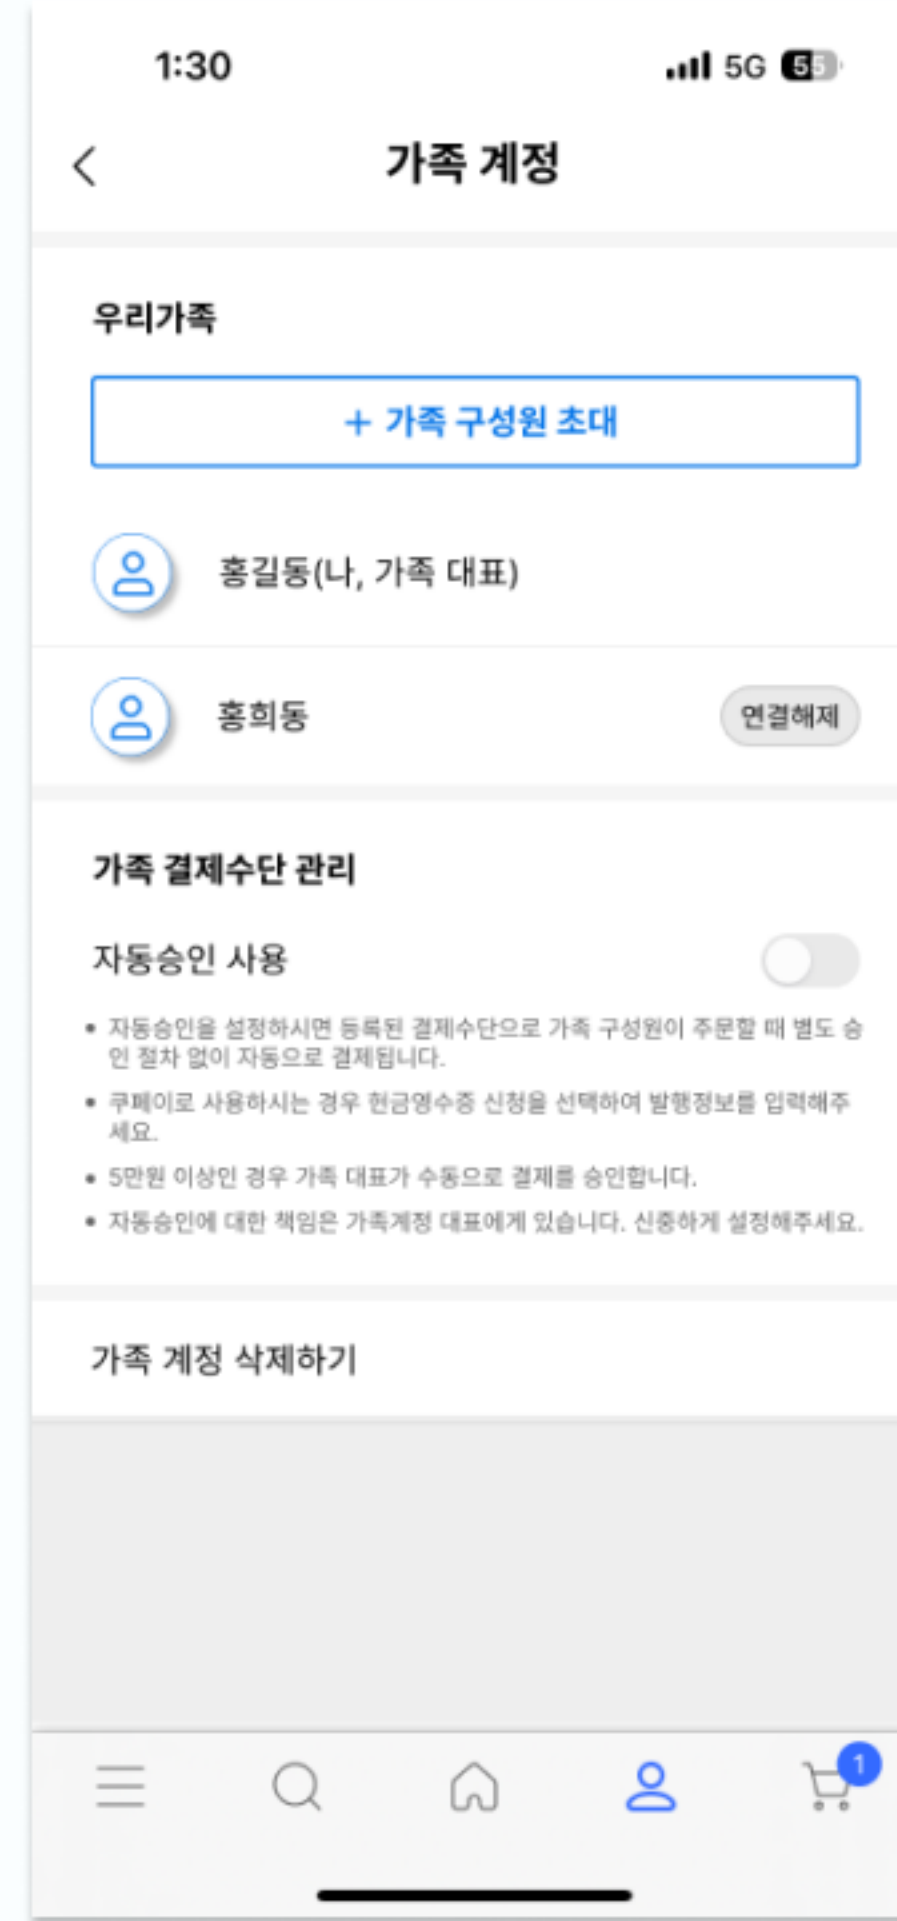 1:30
5G 55
가족 계정
우리가족
+ 가족 구성원 초대
홍길동(나, 가족 대표)
홍희동
연결해제
가족 결제수단 관리
자동승인 사용
• 자동승인을 설정하시면 등록된 결제수단으로 가족 구성원이 주문할 때 별도 승
인 절차 없이 자동으로 결제됩니다.
• 쿠페이로 사용하시는 경우 현금영수증 신청을 선택하여 발행정보를 입력해주
세요.
• 5만원 이상인 경우 가족 대표가 수동으로 결제를 승인합니다.
• 자동승인에 대한 책임은 가족계정 대표에게 있습니다. 신중하게 설정해주세요.
가족 계정 삭제하기
1